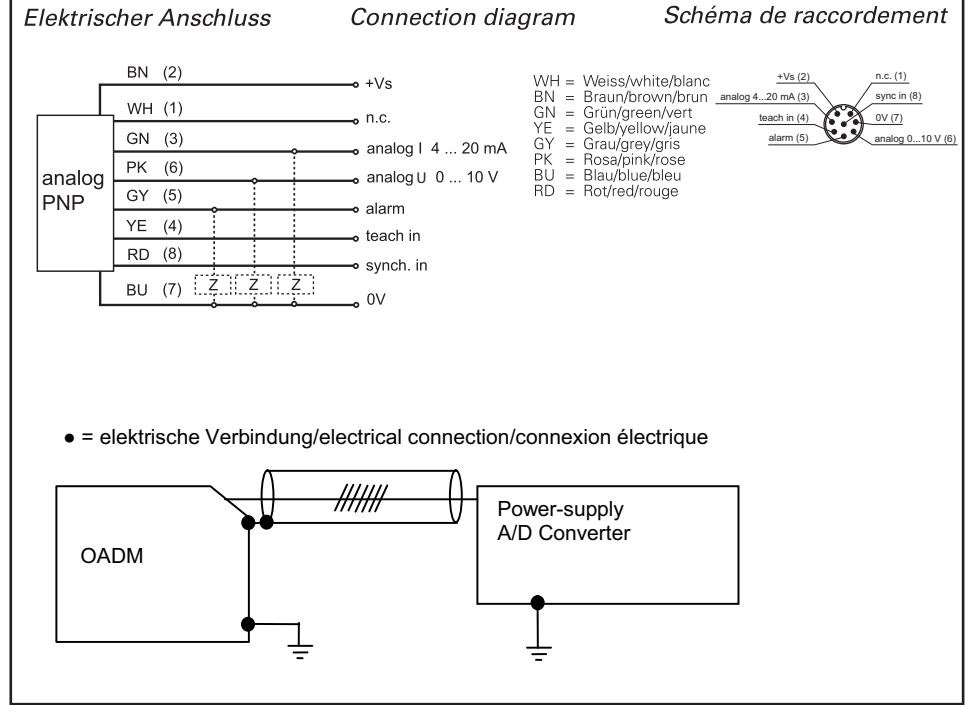 Elektrischer Anschluss Connection diagram Schéma de raccordement
BN (2) +Vs
WH (1) n.c.
GN (3) analog I 4 ... 20 mA
PK (6) analog U 0 ... 10 V
GY (5) alarm
YE (4) teach in
RD (8) synch. in
BU (7) 0V
analog
PNP
Z Z Z
WH = Weiss/white/blanc
BN = Braun/brown/brun
GN = Grün/green/vert
YE = Gelb/yellow/jaune
GY = Grau/grey/gris
PK = Rosa/pink/rose
BU = Blau/blue/bleu
RD = Rot/red/rouge
+Vs (2)
analog 4...20 mA (3)
teach in (4)
alarm (5)
n.c. (1)
sync in (8)
0V (7)
analog 0...10 V (6)
● = elektrische Verbindung/electrical connection/connexion électrique
OADM
Power-supply
A/D Converter